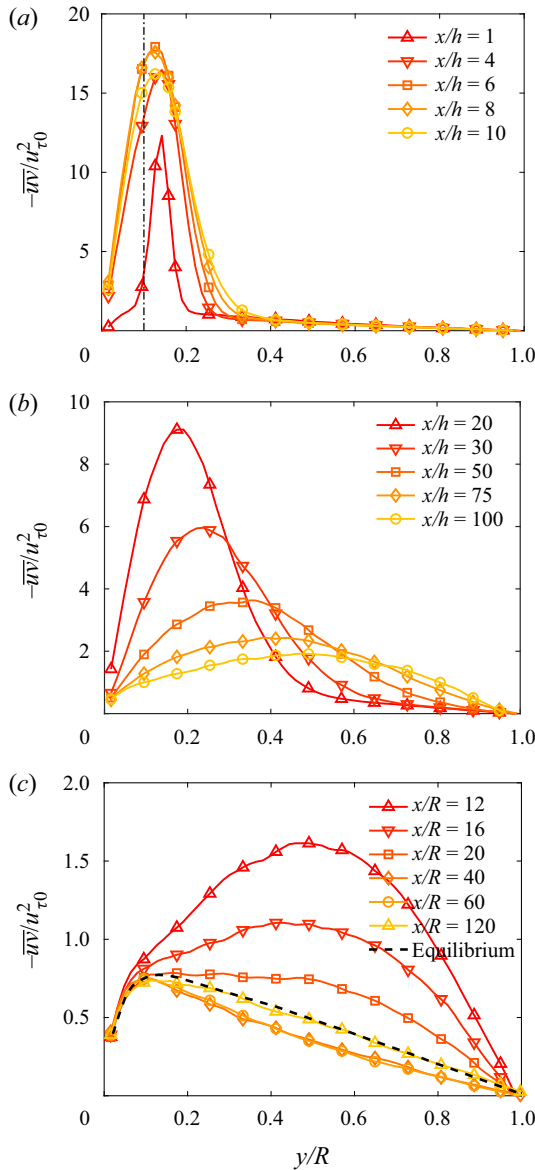 (a)
20
15
10
5
0
0.2
0.4
0.6
0.8
1.0
−uv/u²τ0
x/h = 1
x/h = 4
x/h = 6
x/h = 8
x/h = 10
(b)
10
8
6
4
2
0
0.2
0.4
0.6
0.8
1.0
−uv/u²τ0
x/h = 20
x/h = 30
x/h = 50
x/h = 75
x/h = 100
(c)
2.0
1.5
1.0
0.5
0
0.2
0.4
0.6
0.8
1.0
−uv/u²τ0
x/R = 12
x/R = 16
x/R = 20
x/R = 40
x/R = 60
x/R = 120
Equilibrium
y/R